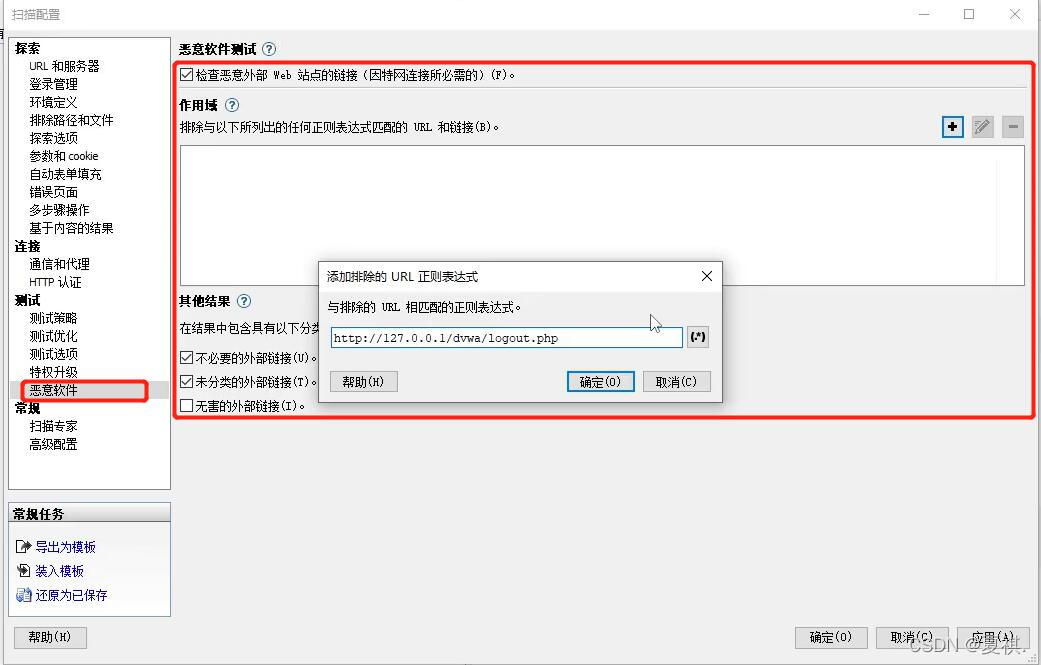 扫描配置
探索
URL 和服务器
登录管理
环境定义
排除路径和文件
探索选项
参数和 cookie
自动表单填充
错误页面
多步骤操作
基于内容的结果
连接
通信和代理
HTTP 认证
测试
测试策略
测试优化
测试选项
特权升级
恶意软件
常规
扫描专家
高级配置
常规任务
导出为模板
装入模板
还原为已保存
帮助(H)
恶意软件测试 ?
检查恶意外部 Web 站点的链接（因特网连接所必需的）(F)。
作用域 ?
排除与以下所列出的任何正则表达式匹配的 URL 和链接(B)。
其他结果 ?
在结果中包含具有以下分类
不必要的外部链接(U)。
未分类的外部链接(T)。
无害的外部链接(I)。
添加排除的 URL 正则表达式
与排除的 URL 相匹配的正则表达式。
http://127.0.0.1/dvwa/logout.php
(.*)
帮助(H)
确定(O)
取消(C)
确定(O)
取消(C)
应用(A)
CSDN @夏祺.